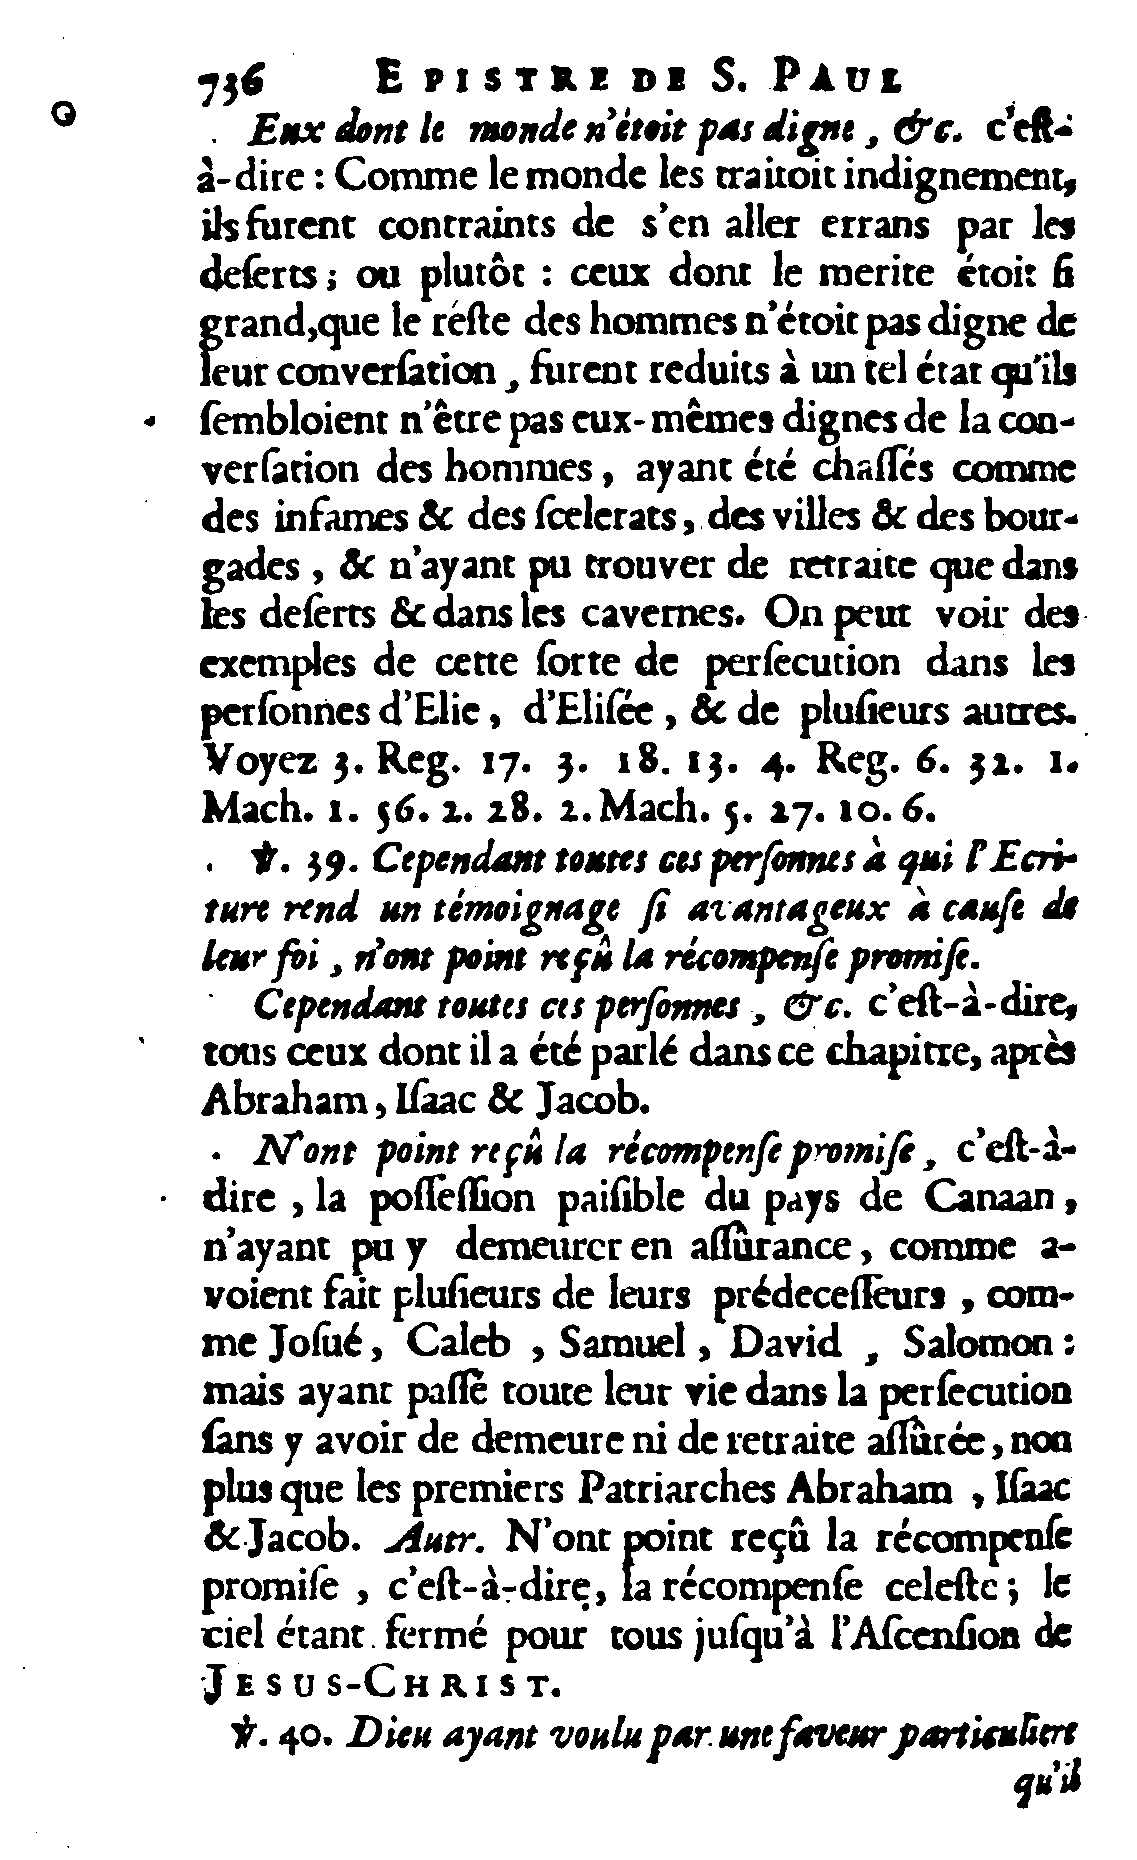 736 EPISTRE DE S. PAUL
Eux dont le monde n'étoit pas digne, &c. c'eſt-
à-dire : Comme le monde les traitoit indignement,
ils furent contraints de s'en aller errans par les
deſerts ; ou plutôt : ceux dont le merite étoit ſi
grand, que le réſte des hommes n'étoit pas digne de
leur converſation, furent reduits à un tel état qu'ils
ſembloient n'être pas eux-mêmes dignes de la con-
verſation des hommes, ayant été chaſſés comme
des infames & des ſcelerats, des villes & des bour-
gades, & n'ayant pu trouver de retraite que dans
les deſerts & dans les cavernes. On peut voir des
exemples de cette ſorte de perſecution dans les
perſonnes d'Elie, d'Eliſée, & de pluſieurs autres.
Voyez 3. Reg. 17. 3. 18. 13. 4. Reg. 6. 32. 1.
Mach. 1. 56. 2. 28. 2. Mach. 5. 27. 10. 6.
℣. 39. Cependant toutes ces perſonnes à qui l'Ecri-
ture rend un témoignage ſi avantageux à cauſe de
leur foi, n'ont point reçû la récompenſe promiſe.
Cependant toutes ces perſonnes, &c. c'eſt-à-dire,
tous ceux dont il a été parlé dans ce chapitre, après
Abraham, Iſaac & Jacob.
N'ont point reçû la récompenſe promiſe, c'eſt-à-
dire, la poſſeſſion paiſible du pays de Canaan,
n'ayant pu y demeurer en aſſûrance, comme a-
voient fait pluſieurs de leurs prédeceſſeurs, com-
me Joſué, Caleb, Samuel, David, Salomon :
mais ayant paſſé toute leur vie dans la perſecution
ſans y avoir de demeure ni de retraite aſſûrée, non
plus que les premiers Patriarches Abraham, Iſaac
& Jacob. Autr. N'ont point reçû la récompenſe
promiſe, c'eſt-à-dire, la récompenſe celeſte ; le
ciel étant fermé pour tous juſqu'à l'Aſcenſion de
JESUS-CHRIST.
℣. 40. Dieu ayant voulu par une faveur particuliere
qu'il